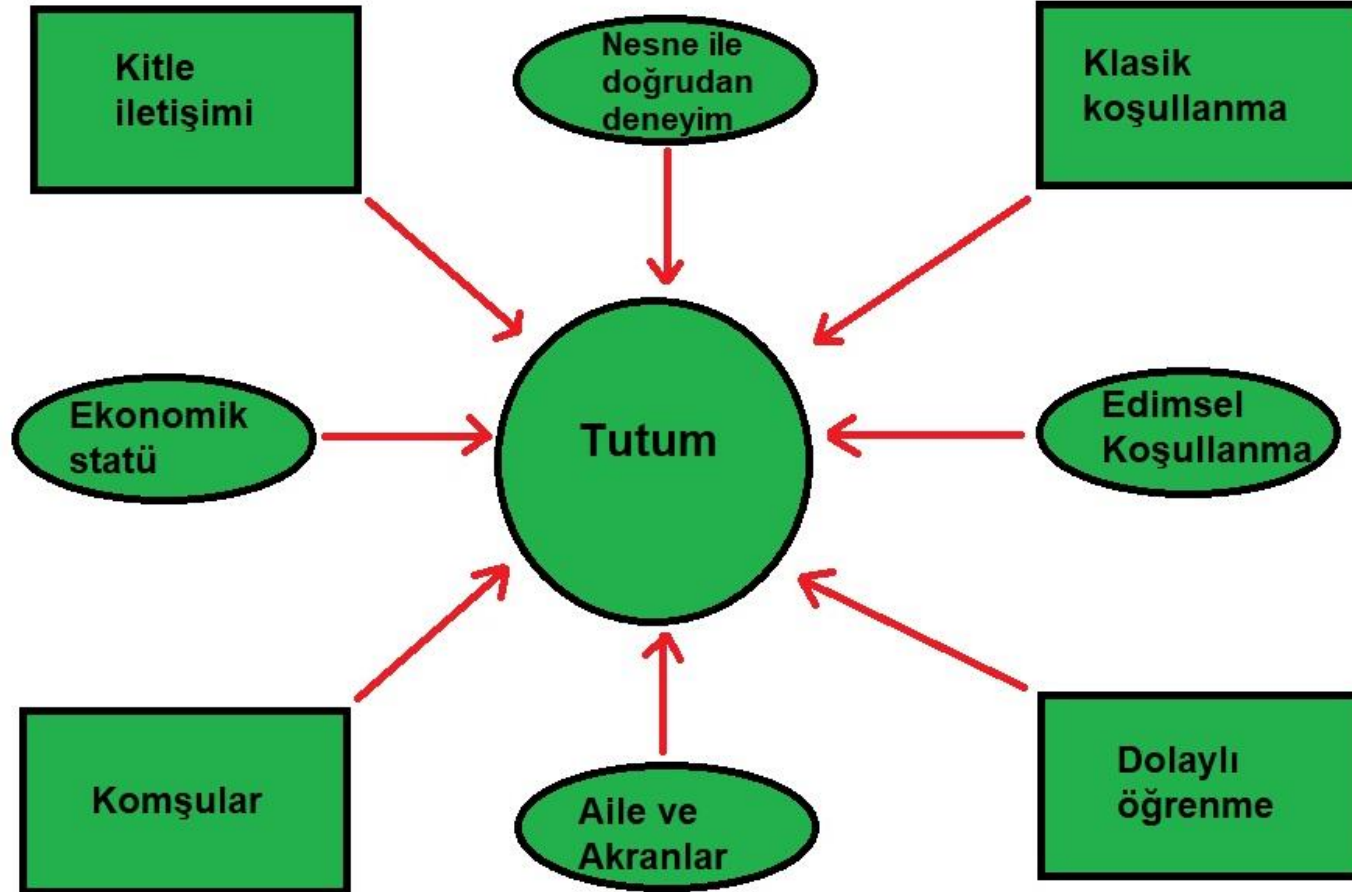 Kitle
iletişimi
Nesne ile
doğrudan
deneyim
Klasik
koşullanma
Ekonomik
statü
Tutum
Edimsel
Koşullanma
Komşular
Aile ve
Akranlar
Dolaylı
öğrenme